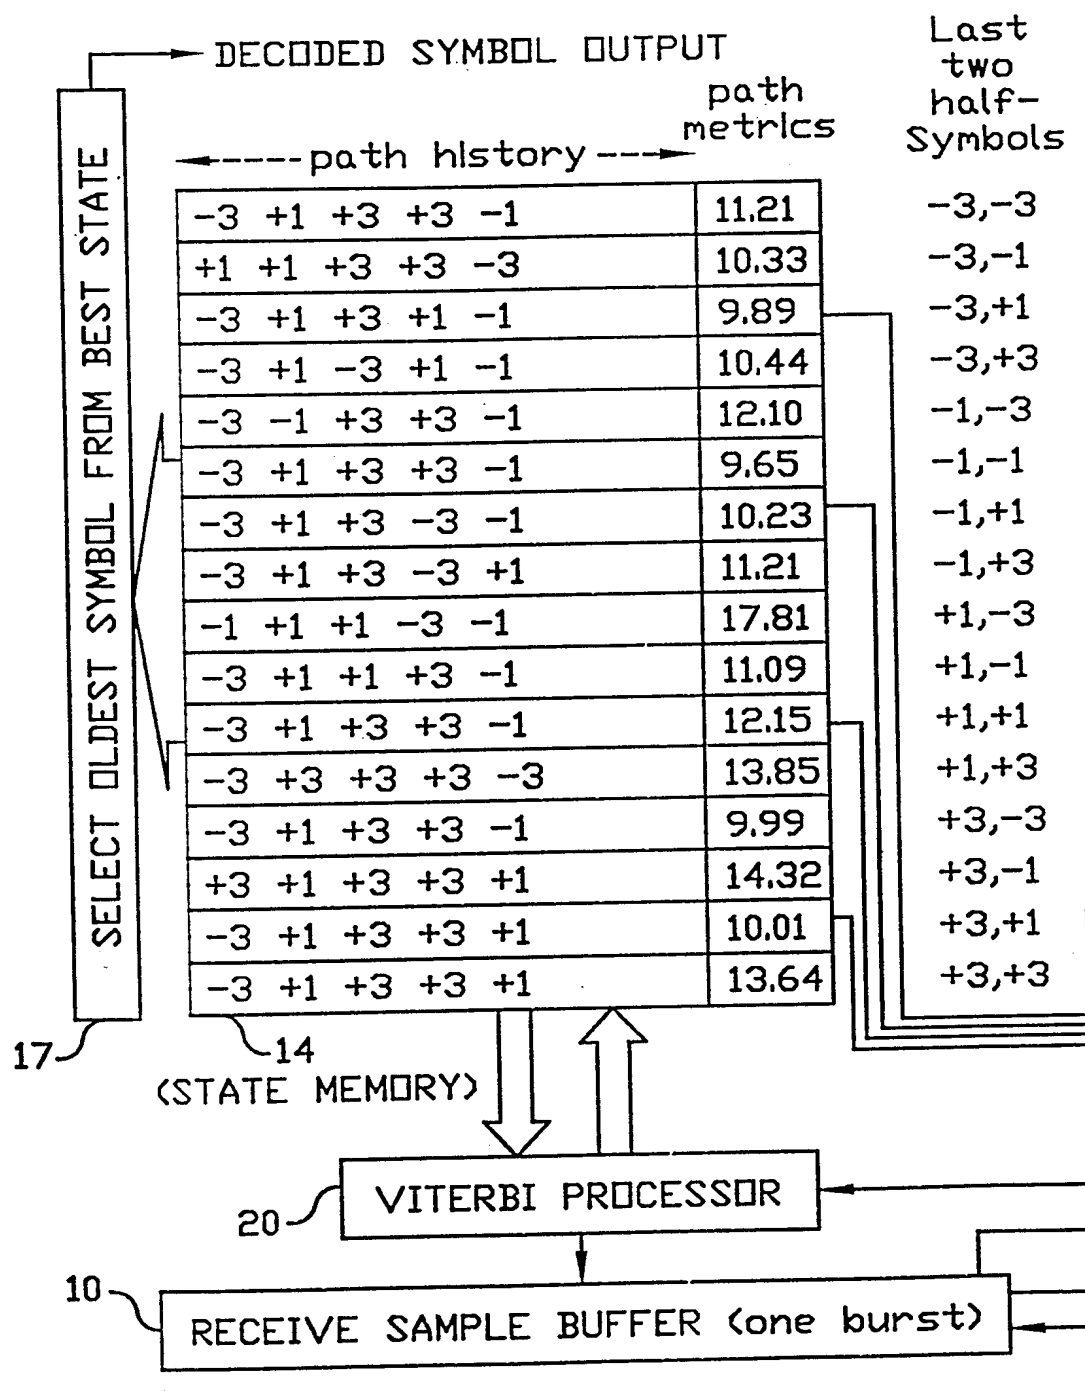 DECODED SYMBOL OUTPUT
Last
two
half-
Symbols
path
metrics
path history
SELECT OLDEST SYMBOL FROM BEST STATE
-3 +1 +3 +3 -1 11.21 -3,-3
+1 +1 +3 +3 -3 10.33 -3,-1
-3 +1 +3 +1 -1 9.89 -3,+1
-3 +1 -3 +1 -1 10.44 -3,+3
-3 -1 +3 +3 -1 12.10 -1,-3
-3 +1 +3 +3 -1 9.65 -1,-1
-3 +1 +3 -3 -1 10.23 -1,+1
-3 +1 +3 -3 +1 11.21 -1,+3
-1 +1 +1 -3 -1 17.81 +1,-3
-3 +1 +1 +3 -1 11.09 +1,-1
-3 +1 +3 +3 -1 12.15 +1,+1
-3 +3 +3 +3 -3 13.85 +1,+3
-3 +1 +3 +3 -1 9.99 +3,-3
+3 +1 +3 +3 +1 14.32 +3,-1
-3 +1 +3 +3 +1 10.01 +3,+1
-3 +1 +3 +3 +1 13.64 +3,+3
17
14
(STATE MEMORY)
VITERBI PROCESSOR
20
10
RECEIVE SAMPLE BUFFER (one burst)